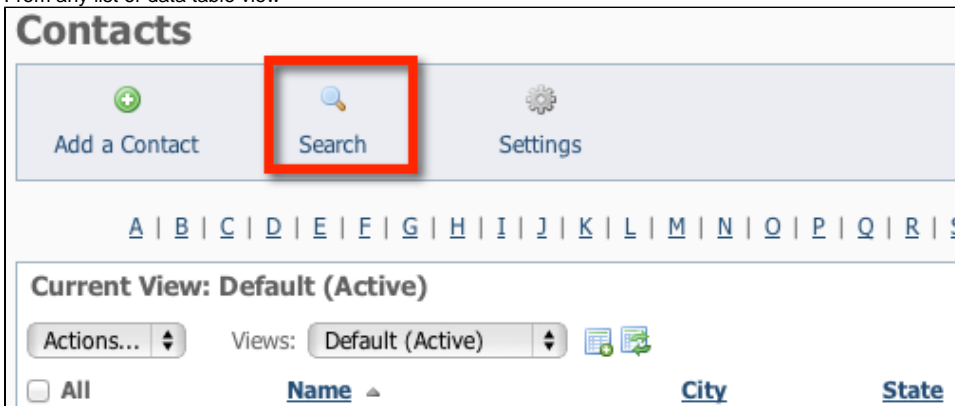 From any list or data table view
Contacts
Add a Contact Search Settings
A | B | C | D | E | F | G | H | I | J | K | L | M | N | O | P | Q | R | S
Current View: Default (Active)
Actions... Views: Default (Active)
All Name City State